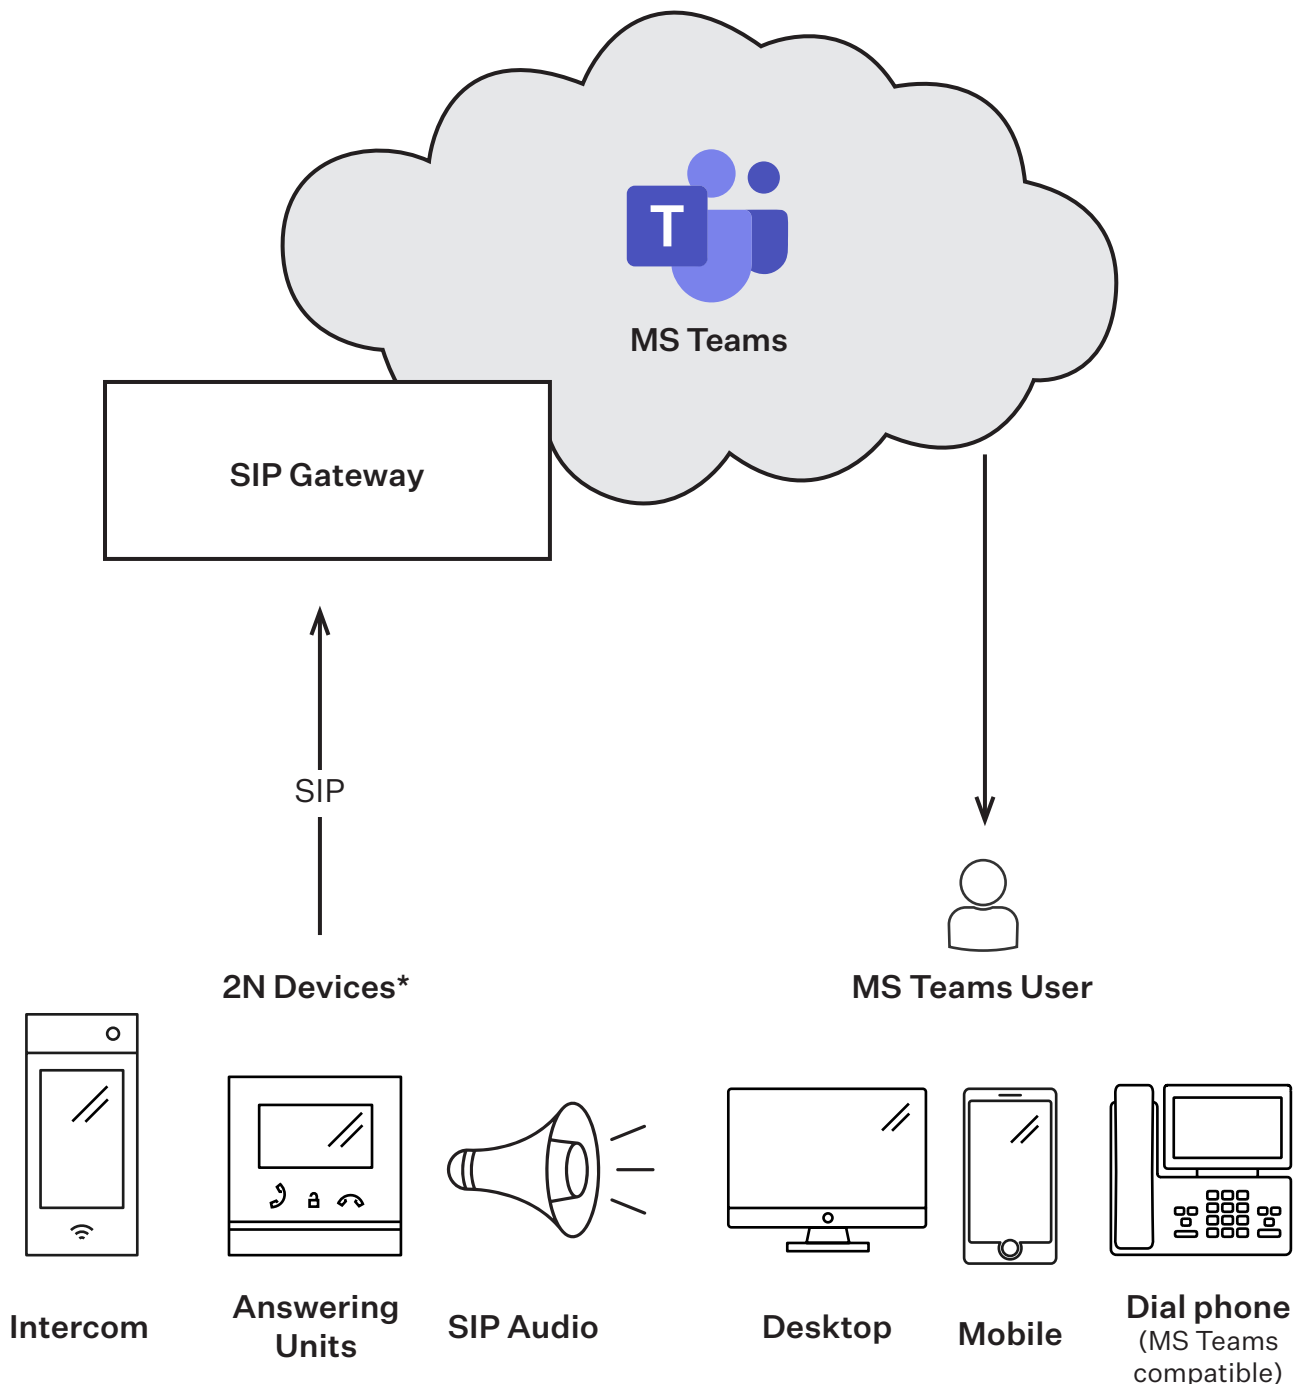 T
MS Teams
SIP Gateway
SIP
2N Devices*
MS Teams User
Intercom
Answering
Units
SIP Audio
Desktop
Mobile
Dial phone
(MS Teams
compatible)